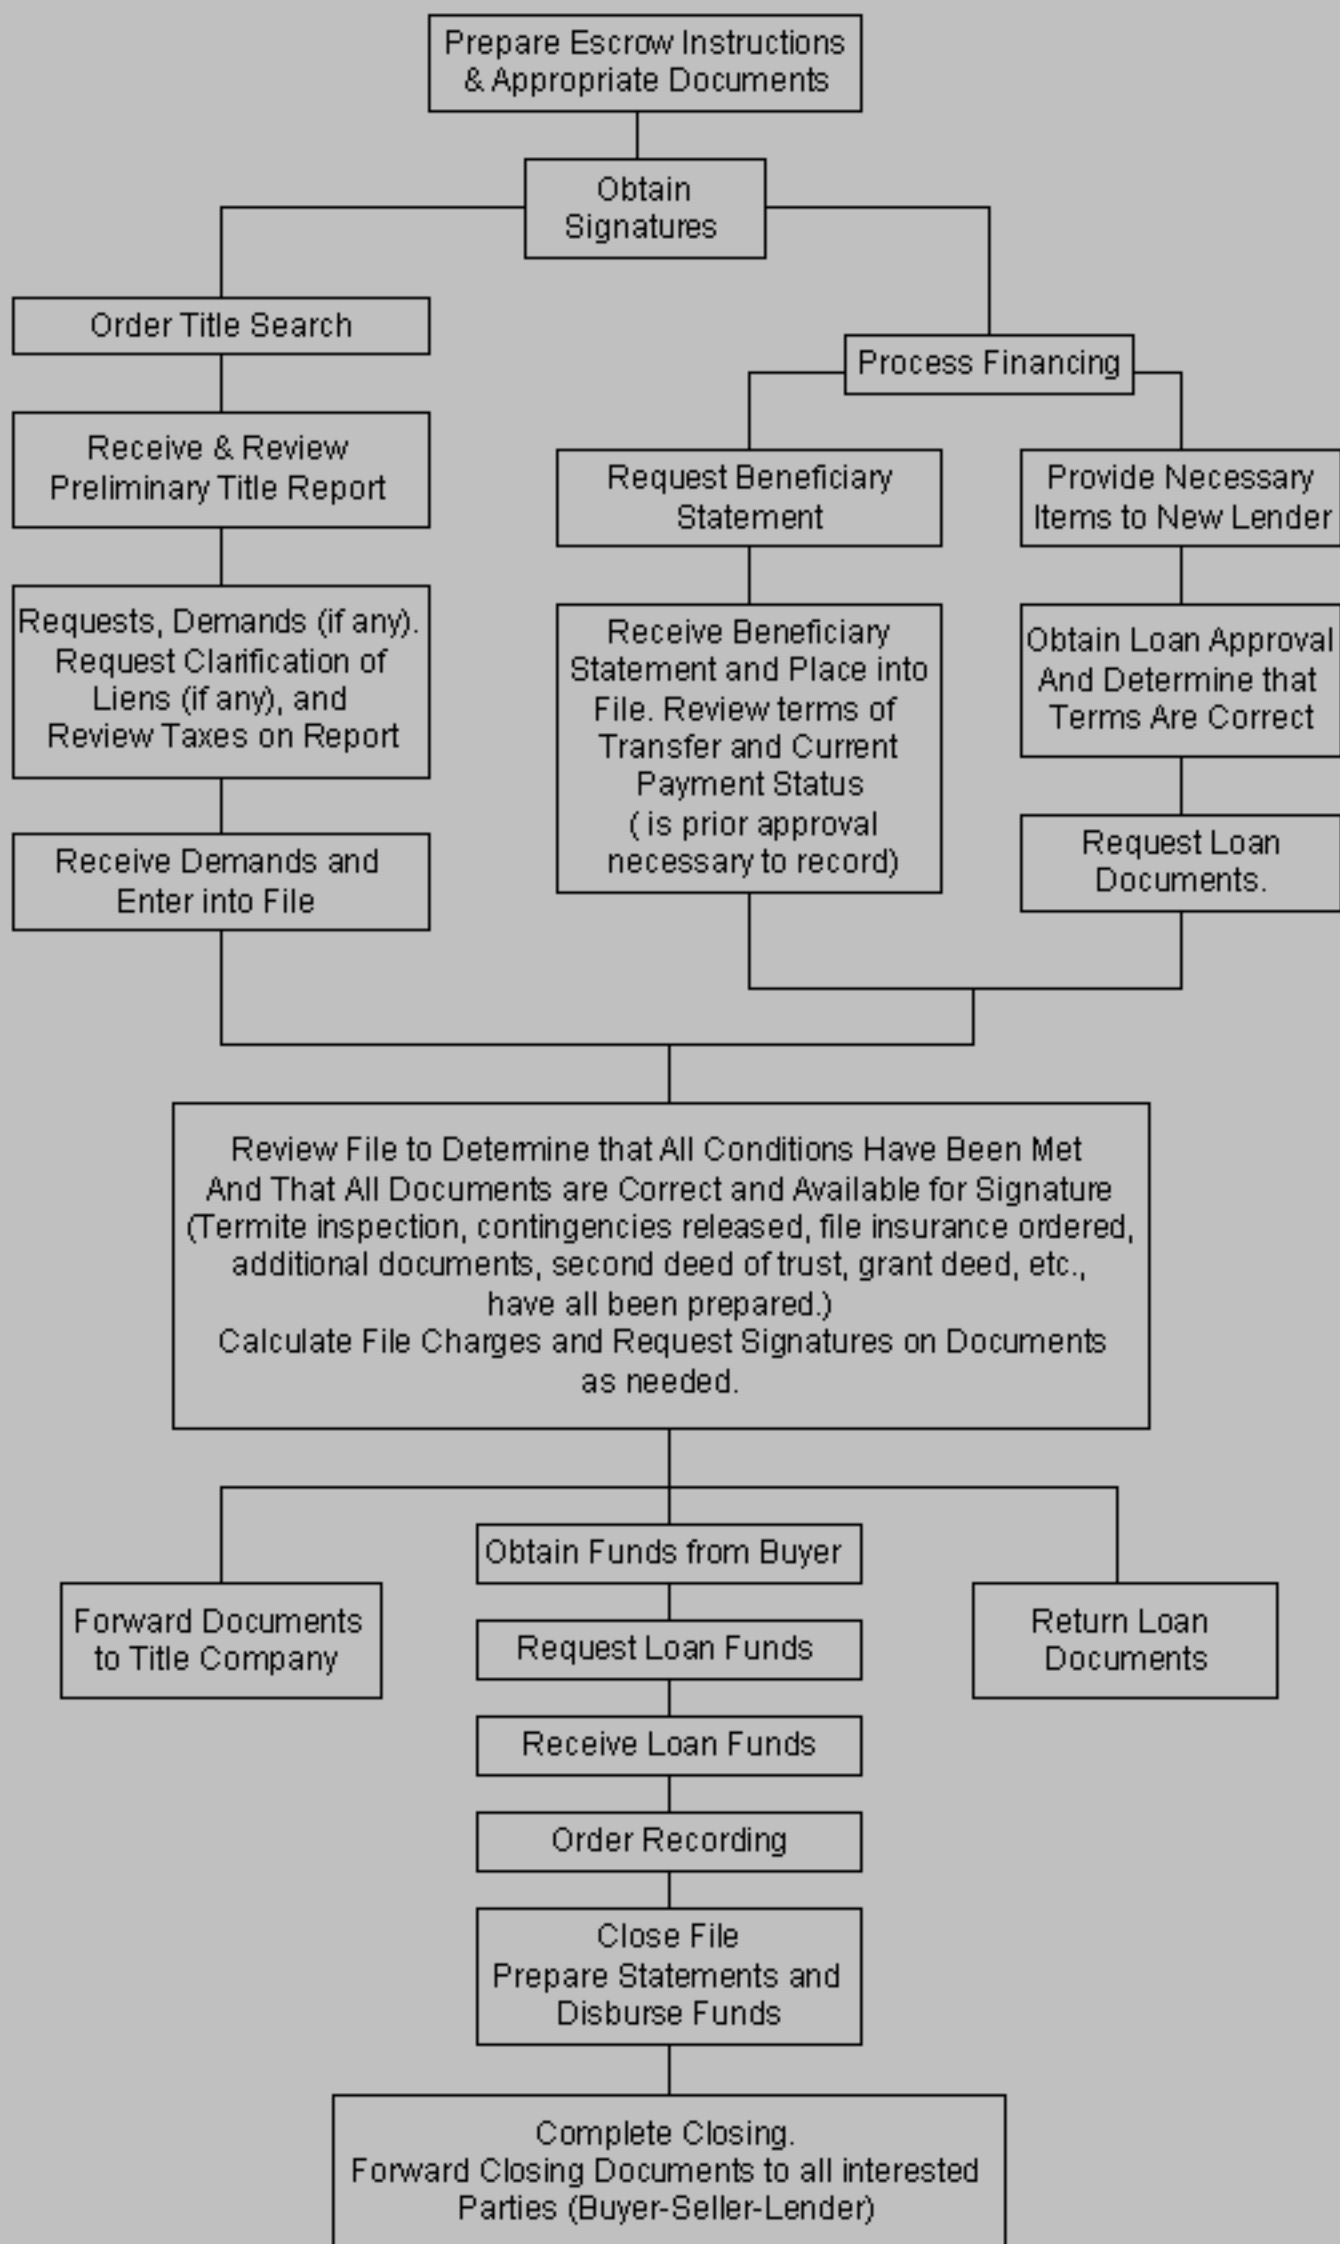 Prepare Escrow Instructions
& Appropriate Documents
Obtain
Signatures
Order Title Search
Process Financing
Receive & Review
Preliminary Title Report
Request Beneficiary
Statement
Provide Necessary
Items to New Lender
Requests, Demands (if any).
Request Clarification of
Liens (if any), and
Review Taxes on Report
Receive Beneficiary
Statement and Place into
File. Review terms of
Transfer and Current
Payment Status
( is prior approval
necessary to record)
Obtain Loan Approval
And Determine that
Terms Are Correct
Receive Demands and
Enter into File
Request Loan
Documents.
Review File to Determine that All Conditions Have Been Met
And That All Documents are Correct and Available for Signature
(Termite inspection, contingencies released, file insurance ordered,
additional documents, second deed of trust, grant deed, etc.,
have all been prepared.)
Calculate File Charges and Request Signatures on Documents
as needed.
Obtain Funds from Buyer
Forward Documents
to Title Company
Return Loan
Documents
Request Loan Funds
Receive Loan Funds
Order Recording
Close File
Prepare Statements and
Disburse Funds
Complete Closing.
Forward Closing Documents to all interested
Parties (Buyer-Seller-Lender)